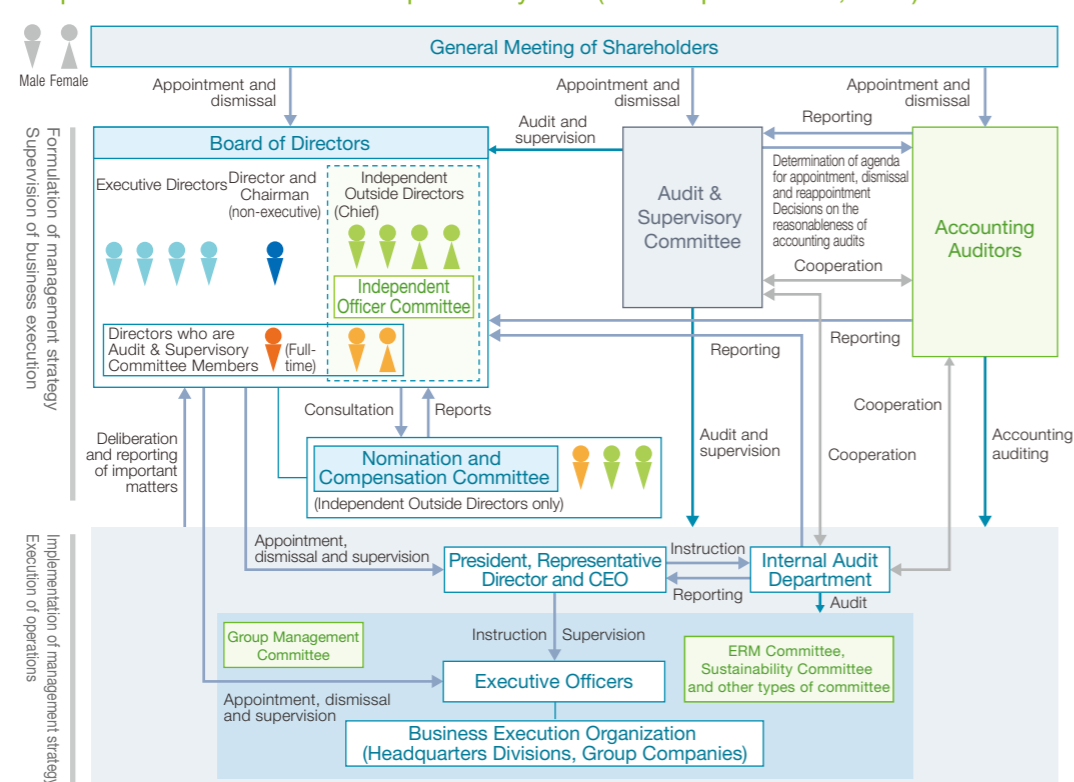 General Meeting of Shareholders
Male Female
Appointment and
dismissal
Appointment and
dismissal
Appointment and
dismissal
Formulation of management strategy
Supervision of business execution
Board of Directors
Audit and
supervision
Reporting
Executive Directors
Director and
Chairman
(non-executive)
Independent
Outside Directors
(Chief)
Independent
Officer Committee
Directors who are
Audit & Supervisory
Committee Members
(Full-
time)
Audit &
Supervisory
Committee
Determination of agenda
for appointment, dismissal
and reappointment
Decisions on the
reasonableness of
accounting audits
Cooperation
Accounting
Auditors
Reporting
Reporting
Deliberation
and reporting
of important
matters
Consultation
Reports
Nomination and
Compensation Committee
(Independent Outside Directors only)
Audit and
supervision
Cooperation
Cooperation
Accounting
auditing
Implementation of management strategy
Execution of operations
Appointment,
dismissal and supervision
President, Representative
Director and CEO
Instruction
Reporting
Internal Audit
Department
Audit
Group Management
Committee
Instruction
Supervision
ERM Committee,
Sustainability Committee
and other types of committee
Appointment, dismissal
and supervision
Executive Officers
Business Execution Organization
(Headquarters Divisions, Group Companies)